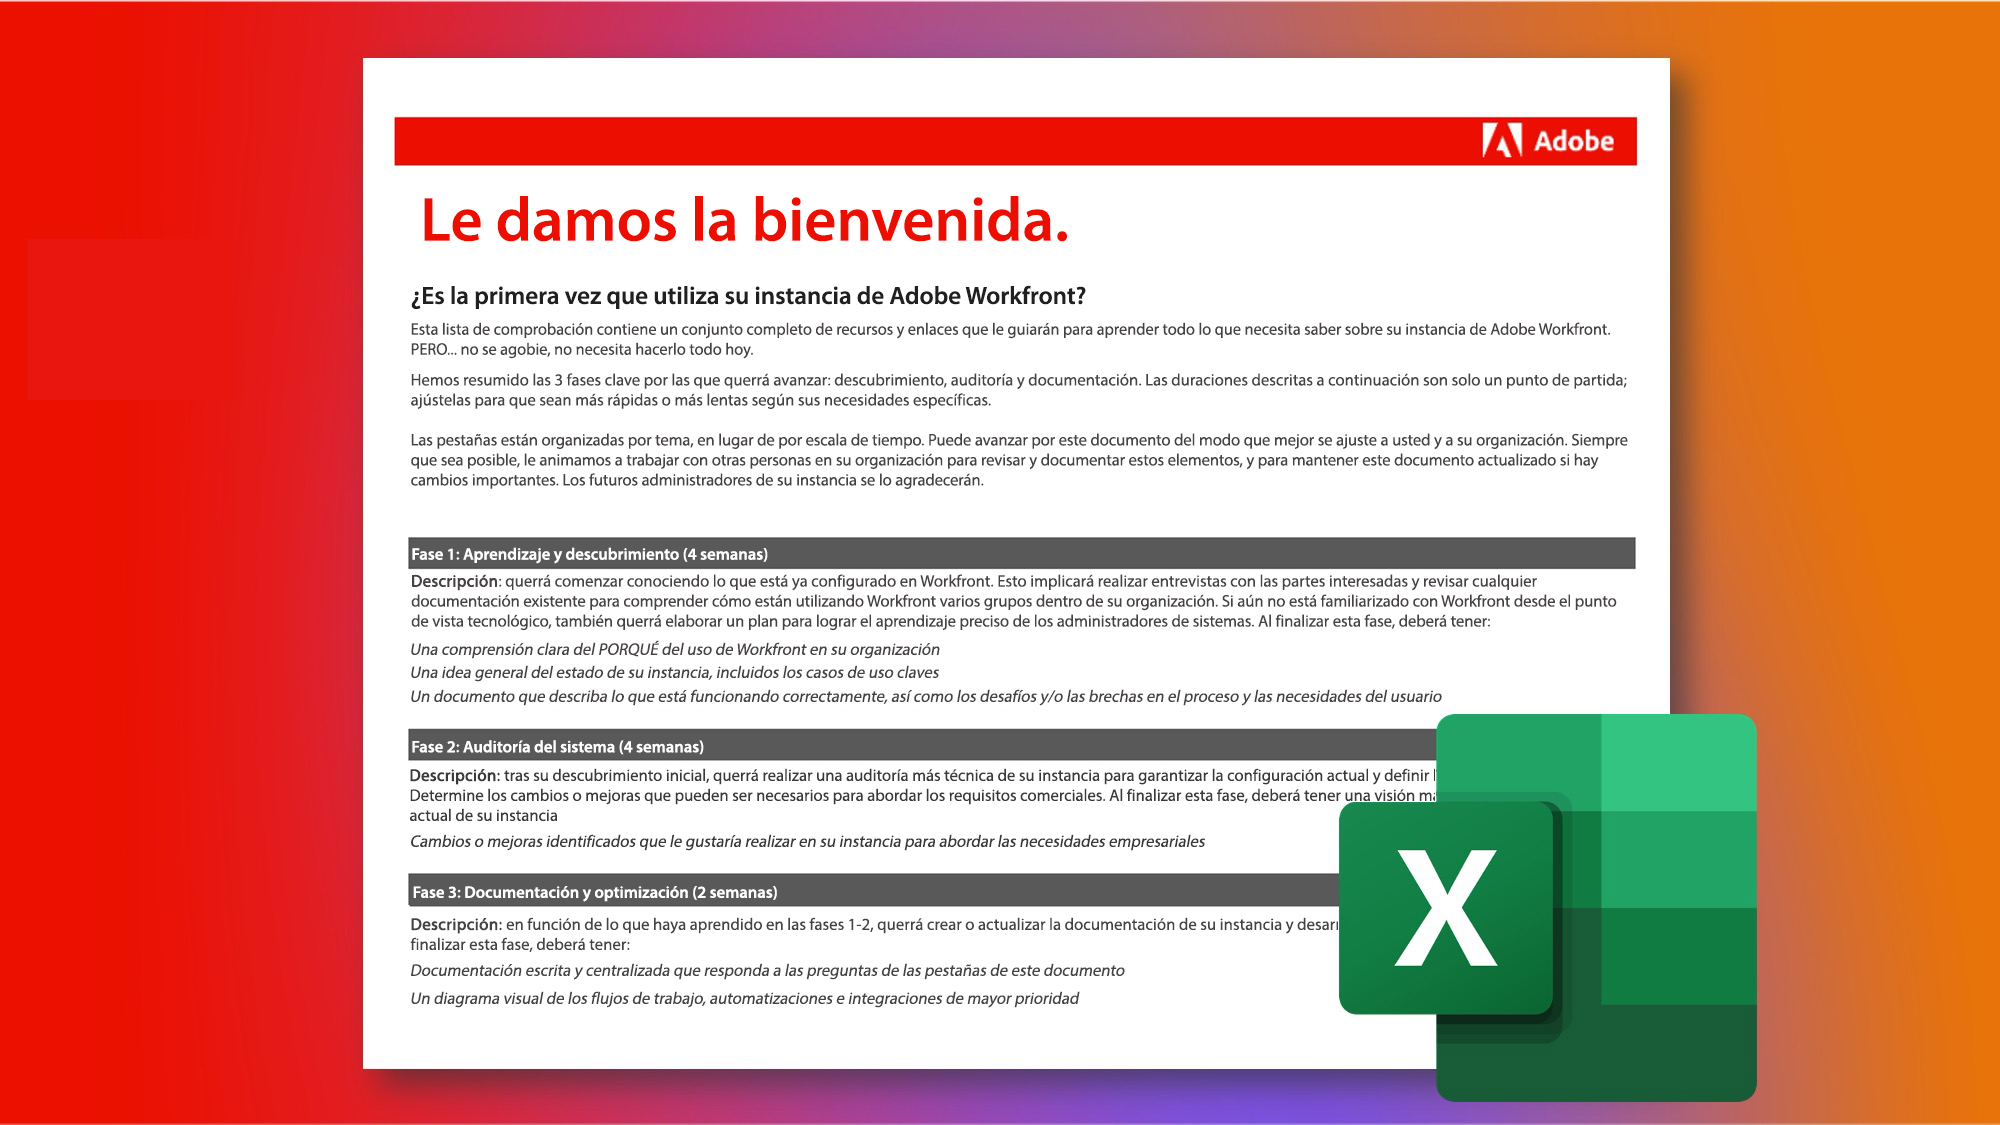 Adobe
Le damos la bienvenida.
¿Es la primera vez que utiliza su instancia de Adobe Workfront?
Esta lista de comprobación contiene un conjunto completo de recursos y enlaces que le guiarán para aprender todo lo que necesita saber sobre su instancia de Adobe Workfront.
PERO... no se agobie, no necesita hacerlo todo hoy.
Hemos resumido las 3 fases clave por las que querrá avanzar: descubrimiento, auditoría y documentación. Las duraciones descritas a continuación son solo un punto de partida;
ajústelas para que sean más rápidas o más lentas según sus necesidades específicas.
Las pestañas están organizadas por tema, en lugar de por escala de tiempo. Puede avanzar por este documento del modo que mejor se ajuste a usted y a su organización. Siempre
que sea posible, le animamos a trabajar con otras personas en su organización para revisar y documentar estos elementos, y para mantener este documento actualizado si hay
cambios importantes. Los futuros administradores de su instancia se lo agradecerán.
Fase 1: Aprendizaje y descubrimiento (4 semanas)
Descripción: querrá comenzar conociendo lo que está ya configurado en Workfront. Esto implicará realizar entrevistas con las partes interesadas y revisar cualquier
documentación existente para comprender cómo están utilizando Workfront varios grupos dentro de su organización. Si aún no está familiarizado con Workfront desde el punto
de vista tecnológico, también querrá elaborar un plan para lograr el aprendizaje preciso de los administradores de sistemas. Al finalizar esta fase, deberá tener:
Una comprensión clara del PORQUÉ del uso de Workfront en su organización
Una idea general del estado de su instancia, incluidos los casos de uso claves
Un documento que describa lo que está funcionando correctamente, así como los desafíos y/o las brechas en el proceso y las necesidades del usuario
Fase 2: Auditoría del sistema (4 semanas)
Descripción: tras su descubrimiento inicial, querrá realizar una auditoría más técnica de su instancia para garantizar la configuración actual y definir
Determine los cambios o mejoras que pueden ser necesarios para abordar los requisitos comerciales. Al finalizar esta fase, deberá tener una visión
actual de su instancia
Cambios o mejoras identificados que le gustaría realizar en su instancia para abordar las necesidades empresariales
Fase 3: Documentación y optimización (2 semanas)
Descripción: en función de lo que haya aprendido en las fases 1-2, querrá crear o actualizar la documentación de su instancia y
finalizar esta fase, deberá tener:
Documentación escrita y centralizada que responda a las preguntas de las pestañas de este documento
Un diagrama visual de los flujos de trabajo, automatizaciones e integraciones de mayor prioridad
X